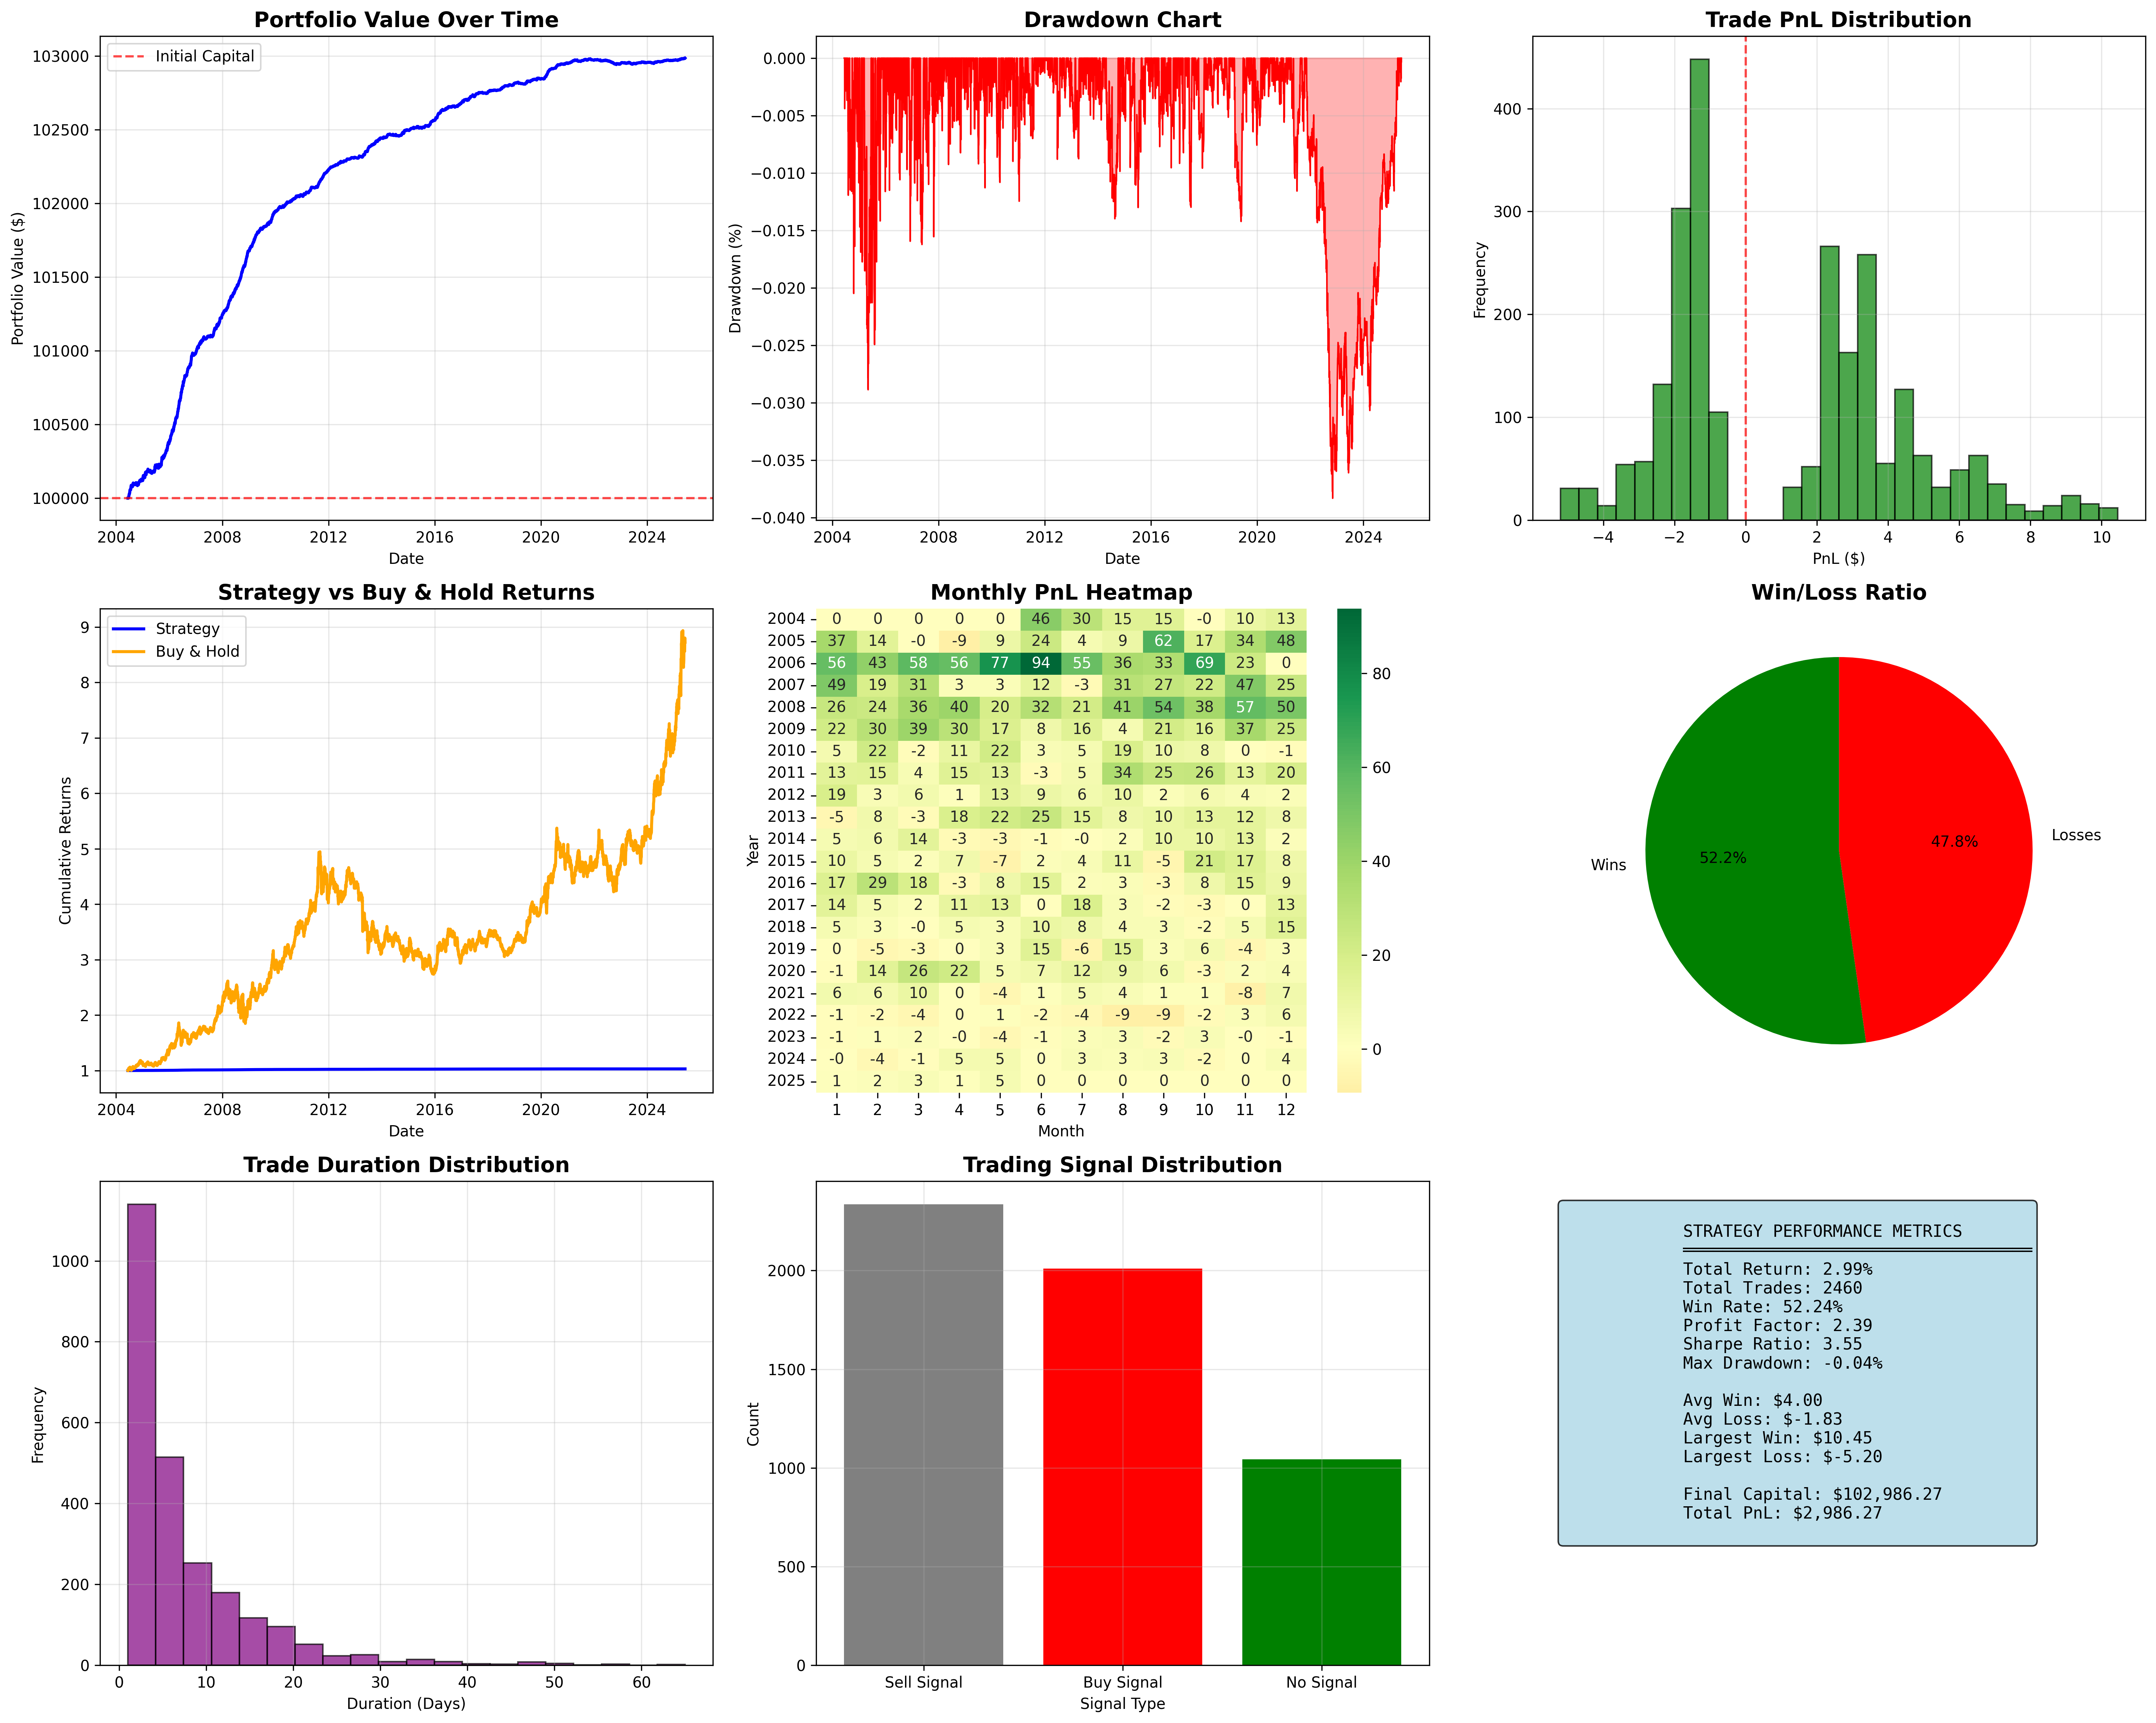 Portfolio Value Over Time
Initial Capital
103000
102500
102000
101500
101000
100500
100000
Portfolio Value ($)
2004 2008 2012 2016 2020 2024
Date
Drawdown Chart
0.000
−0.005
−0.010
−0.015
−0.020
−0.025
−0.030
−0.035
−0.040
Drawdown (%)
2004 2008 2012 2016 2020 2024
Date
Trade PnL Distribution
400
300
200
100
0
Frequency
−4 −2 0 2 4 6 8 10
PnL ($)
Strategy vs Buy & Hold Returns
Strategy
Buy & Hold
9
8
7
6
5
4
3
2
1
Cumulative Returns
2004 2008 2012 2016 2020 2024
Date
Monthly PnL Heatmap
Year
2004 0 0 0 0 0 46 30 15 15 -0 10 13
2005 37 14 -0 -9 9 24 4 9 62 17 34 48
2006 56 43 58 56 77 94 55 36 33 69 23 0
2007 49 19 31 3 3 12 -3 31 27 22 47 25
2008 26 24 36 40 20 32 21 41 54 38 57 50
2009 22 30 39 30 17 8 16 4 21 16 37 25
2010 5 22 -2 11 22 3 5 19 10 8 0 -1
2011 13 15 4 15 13 -3 5 34 25 26 13 20
2012 19 3 6 1 13 9 6 10 2 6 4 2
2013 -5 8 -3 18 22 25 15 8 10 13 12 8
2014 5 6 14 -3 -3 -1 -0 2 10 10 13 2
2015 10 5 2 7 -7 2 4 11 -5 21 17 8
2016 17 29 18 -3 8 15 2 3 -3 8 15 9
2017 14 5 2 11 13 0 18 3 -2 -3 0 13
2018 5 3 -0 5 3 10 8 4 3 -2 5 15
2019 0 -5 -3 0 3 15 -6 15 3 6 -4 3
2020 -1 14 26 22 5 7 12 9 6 -3 2 4
2021 6 6 10 0 -4 1 5 4 1 1 -8 7
2022 -1 -2 -4 0 1 -2 -4 -9 -9 -2 3 6
2023 -1 1 2 -0 -4 -1 3 3 -2 3 -0 -1
2024 -0 -4 -1 5 5 0 3 3 3 -2 0 4
2025 1 2 3 1 5 0 0 0 0 0 0 0
1 2 3 4 5 6 7 8 9 10 11 12
Month
80
60
40
20
0
Win/Loss Ratio
Wins
52.2%
47.8%
Losses
Trade Duration Distribution
1000
800
600
400
200
0
Frequency
0 10 20 30 40 50 60
Duration (Days)
Trading Signal Distribution
2000
1500
1000
500
0
Count
Sell Signal Buy Signal No Signal
Signal Type
STRATEGY PERFORMANCE METRICS
Total Return: 2.99%
Total Trades: 2460
Win Rate: 52.24%
Profit Factor: 2.39
Sharpe Ratio: 3.55
Max Drawdown: -0.04%
Avg Win: $4.00
Avg Loss: $-1.83
Largest Win: $10.45
Largest Loss: $-5.20
Final Capital: $102,986.27
Total PnL: $2,986.27